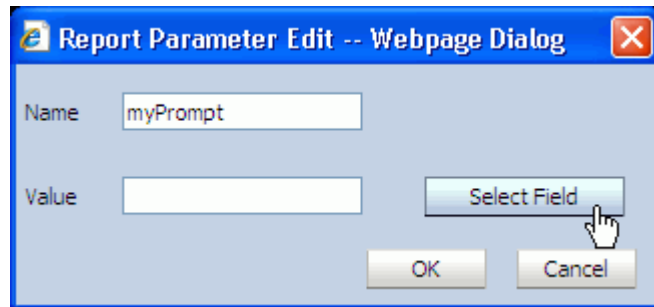 Report Parameter Edit -- Webpage Dialog
Name myPrompt
Value Select Field
OK Cancel